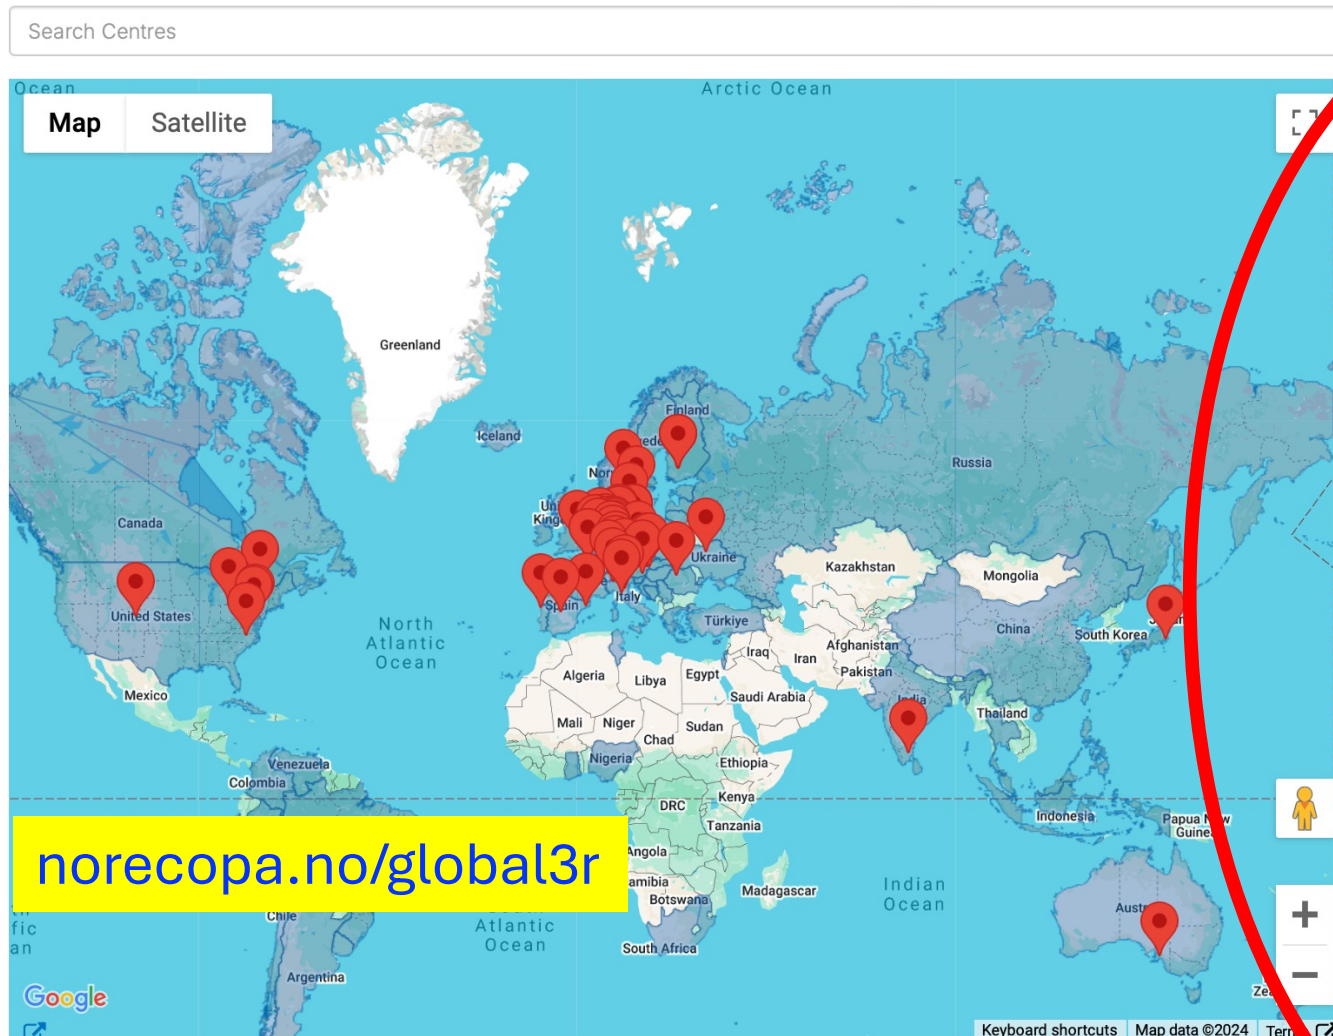 Search Centres
Ocean
Arctic Ocean
Map
Satellite
Greenland
Finland
Iceland
Russia
Canada
Ukraine
Kazakhstan
Mongolia
United States
Spain
Italy
Türkiye
China
South Korea
North
Atlantic
Ocean
Iraq
Iran
Afghanistan
Pakistan
Algeria
Libya
Egypt
Saudi Arabia
India
Mexico
Mali
Niger
Chad
Sudan
Thailand
Venezuela
Colombia
Nigeria
Ethiopia
DRC
Kenya
Tanzania
Indonesia
Papua New
Guinea
norecopa.no/global3r
Angola
Botswana
Madagascar
Indian
Ocean
Chile
Atlantic
Ocean
South Africa
Argentina
Google
Keyboard shortcuts
Map data ©2024